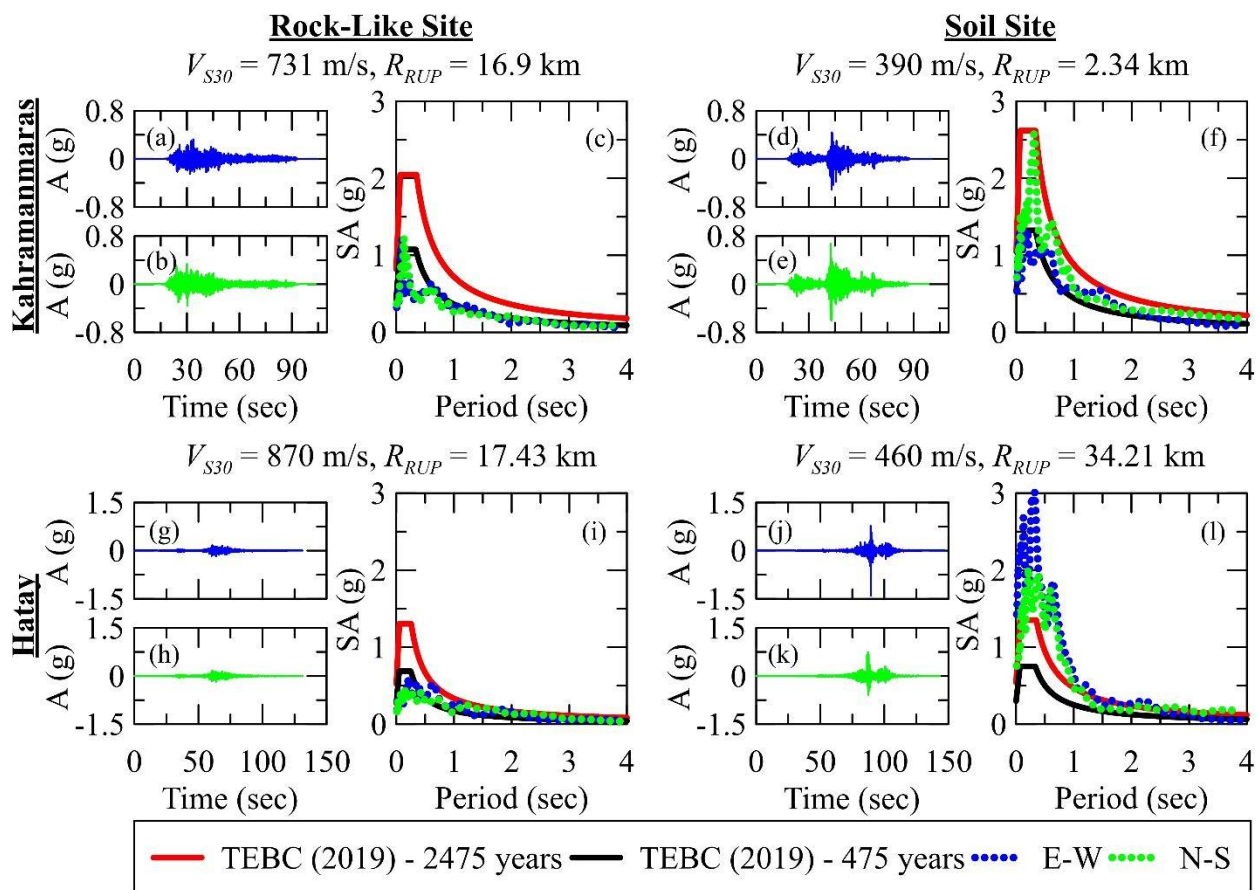 Rock-Like Site
Soil Site
V_S30 = 731 m/s, R_RUP = 16.9 km
V_S30 = 390 m/s, R_RUP = 2.34 km
Kahramanmaras
A (g)
0.8
0
-0.8
(a)
A (g)
0.8
0
-0.8
(b)
0 30 60 90
Time (sec)
SA (g)
3
2
1
0
(c)
0 1 2 3 4
Period (sec)
A (g)
0.8
0
-0.8
(d)
A (g)
0.8
0
-0.8
(e)
0 30 60 90
Time (sec)
SA (g)
3
2
1
0
(f)
0 1 2 3 4
Period (sec)
V_S30 = 870 m/s, R_RUP = 17.43 km
V_S30 = 460 m/s, R_RUP = 34.21 km
Hatay
A (g)
1.5
0
-1.5
(g)
A (g)
1.5
0
-1.5
(h)
0 50 100 150
Time (sec)
SA (g)
3
2
1
0
(i)
0 1 2 3 4
Period (sec)
A (g)
1.5
0
-1.5
(j)
A (g)
1.5
0
-1.5
(k)
0 50 100 150
Time (sec)
SA (g)
3
2
1
0
(l)
0 1 2 3 4
Period (sec)
TEBC (2019) - 2475 years TEBC (2019) - 475 years E-W N-S